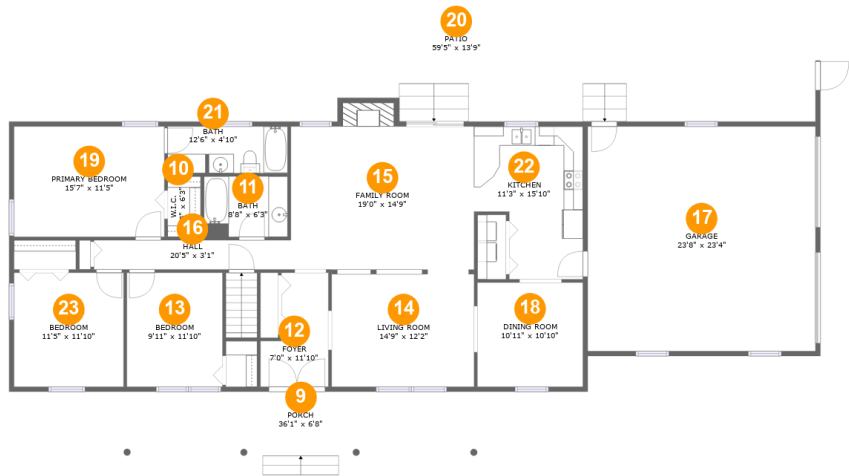 20
PATIO
59'5" x 13'9"
21
BATH
12'6" x 4'10"
19
PRIMARY BEDROOM
15'7" x 11'5"
10
W.I.C.
6'3"
11
BATH
8'8" x 6'3"
15
FAMILY ROOM
19'0" x 14'9"
22
KITCHEN
11'3" x 15'10"
17
GARAGE
23'8" x 23'4"
16
HALL
20'5" x 3'1"
23
BEDROOM
11'5" x 11'10"
13
BEDROOM
9'11" x 11'10"
12
FOYER
7'0" x 11'10"
14
LIVING ROOM
14'9" x 12'2"
18
DINING ROOM
10'11" x 10'10"
9
PORCH
36'1" x 6'8"